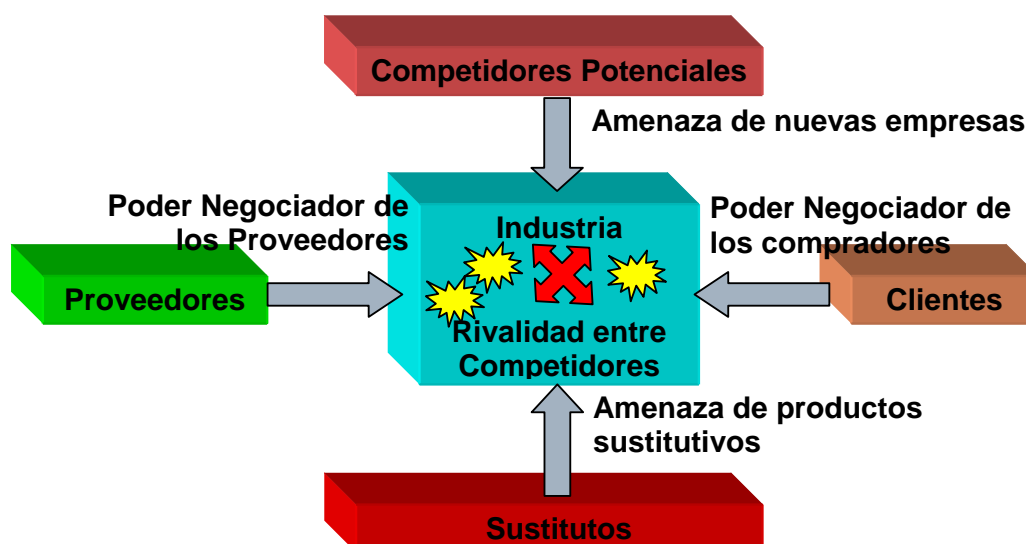 Competidores Potenciales
Amenaza de nuevas empresas
Poder Negociador de
los Proveedores
Industria
Poder Negociador de
los compradores
Proveedores
Clientes
Rivalidad entre
Competidores
Amenaza de productos
sustitutivos
Sustitutos